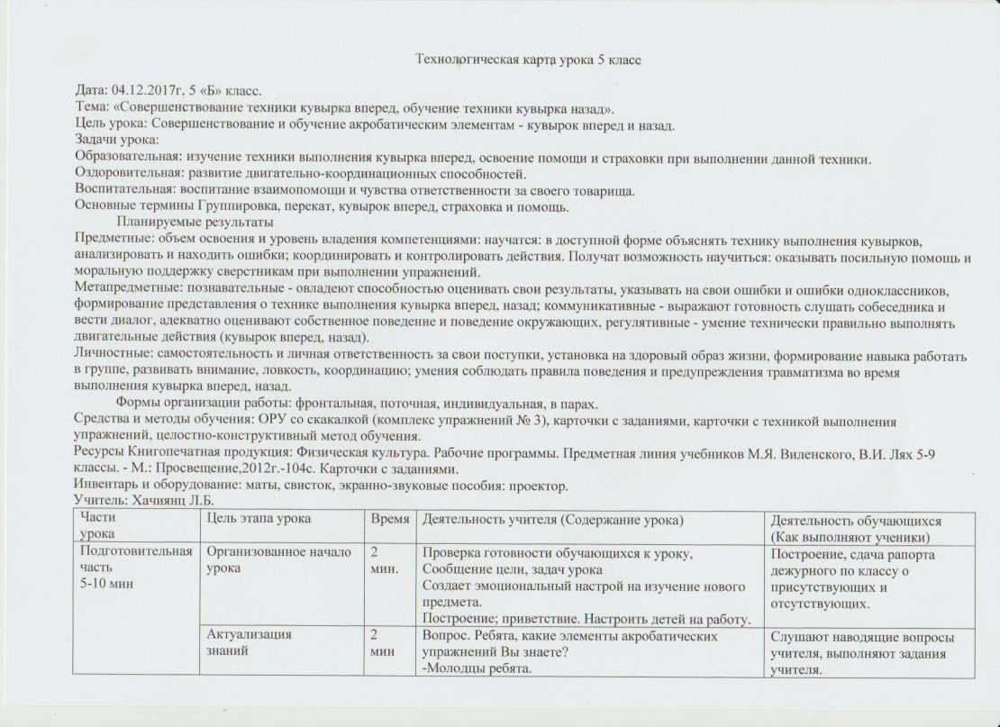 Технологическая карта урока 5 класс
Дата: 04.12.2017г. 5 «Б» класс.
Тема: «Совершенствование техники кувырка вперед, обучение техники кувырка назад».
Цель урока: Совершенствование и обучение акробатическим элементам - кувырок вперед и назад.
Задачи урока:
Образовательная: изучение техники выполнения кувырка вперед, освоение помощи и страховки при выполнении данной техники.
Оздоровительная: развитие двигательно-координационных способностей.
Воспитательная: воспитание взаимопомощи и чувства ответственности за своего товарища.
Основные термины Группировка, перекат, кувырок вперед, страховка и помощь.
Планируемые результаты
Предметные: объем освоения и уровень владения компетенциями: научатся: в доступной форме объяснять технику выполнения кувырков,
анализировать и находить ошибки; координировать и контролировать действия. Получат возможность научиться: оказывать посильную помощь и
моральную поддержку сверстникам при выполнении упражнений.
Метапредметные: познавательные - овладеют способностью оценивать свои результаты, указывать на свои ошибки и ошибки одноклассников,
формирование представления о технике выполнения кувырка вперед, назад; коммуникативные - выражают готовность слушать собеседника и
вести диалог, адекватно оценивают собственное поведение и поведение окружающих, регулятивные - умение технически правильно выполнять
двигательные действия (кувырок вперед, назад).
Личностные: самостоятельность и личная ответственность за свои поступки, установка на здоровый образ жизни, формирование навыка работать
в группе, развивать внимание, ловкость, координацию; умения соблюдать правила поведения и предупреждения травматизма во время
выполнения кувырка вперед, назад.
Формы организации работы: фронтальная, поточная, индивидуальная, в парах.
Средства и методы обучения: ОРУ со скакалкой (комплекс упражнений № 3), карточки с заданиями, карточки с техникой выполнения
упражнений, целостно-конструктивный метод обучения.
Ресурсы Книгопечатная продукция: Физическая культура. Рабочие программы. Предметная линия учебников М.Я. Виленского, В.И. Лях 5-9
классы. - М.: Просвещение,2012г.-104с. Карточки с заданиями.
Инвентарь и оборудование: маты, свисток, экранно-звуковые пособия: проектор.
Учитель: Хачиянц Л.Б.
Части
урока
Цель этапа урока
Время
Деятельность учителя (Содержание урока)
Деятельность обучающихся
(Как выполняют ученики)
Подготовительная
часть
5-10 мин
Организованное начало
урока
2
мин.
Проверка готовности обучающихся к уроку,
Сообщение цели, задач урока
Создает эмоциональный настрой на изучение нового
предмета.
Построение; приветствие. Настроить детей на работу.
Построение, сдача рапорта
дежурного по классу о
присутствующих и
отсутствующих.
Актуализация
знаний
2
мин
Вопрос. Ребята, какие элементы акробатических
упражнений Вы знаете?
-Молодцы ребята.
Слушают наводящие вопросы
учителя, выполняют задания
учителя.